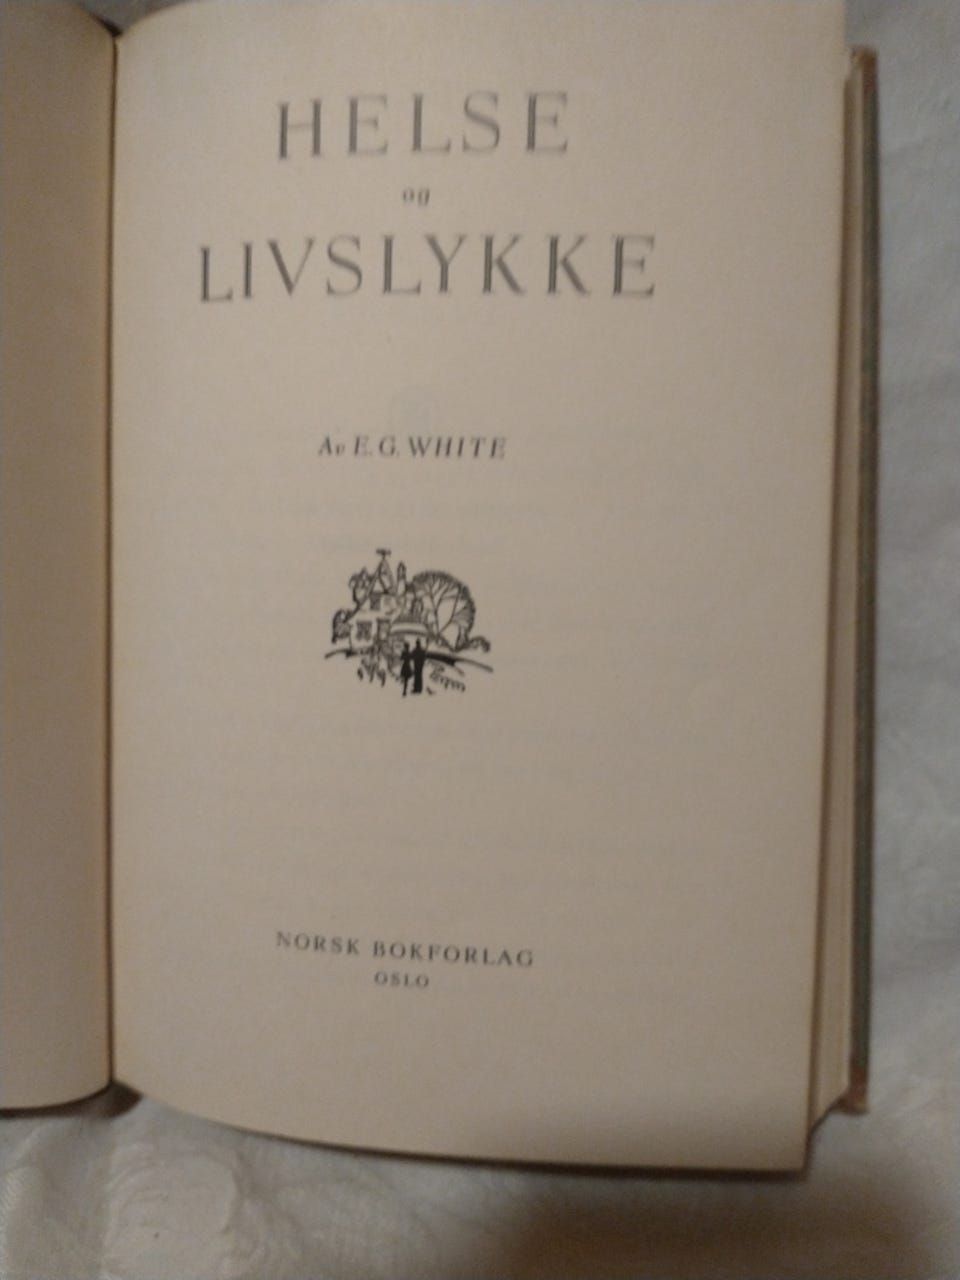 HELSE
og
LIVSLYKKE
Av E. G. WHITE
NORSK BOKFORLAG
OSLO